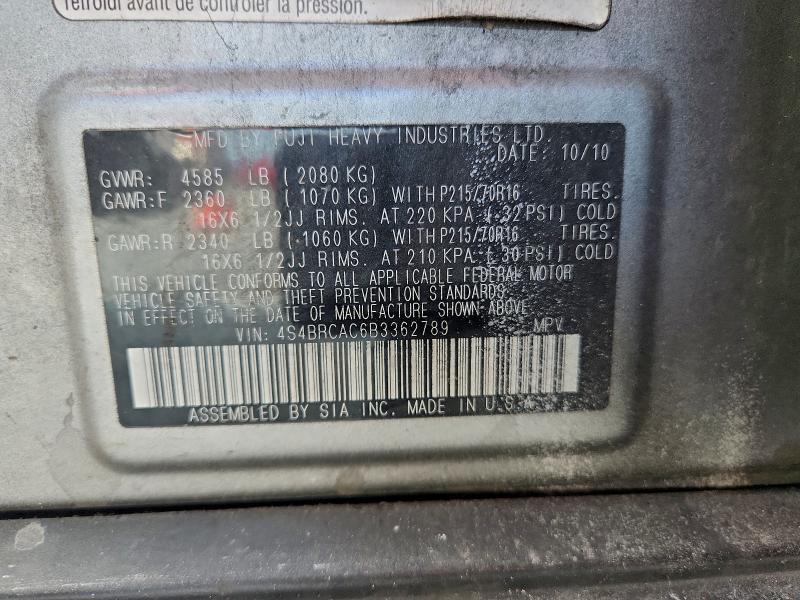 refroidi avant de contrôler la pression.
MFD BY FUJI HEAVY INDUSTRIES LTD.
DATE: 10/10
GVWR: 4585 LB ( 2080 KG)
GAWR:F 2360 LB ( 1070 KG) WITH P215/70R16 TIRES.
16X6 1/2JJ RIMS. AT 220 KPA ( 32 PSI) COLD
GAWR:R 2340 LB ( 1060 KG) WITH P215/70R16 TIRES.
16X6 1/2JJ RIMS. AT 210 KPA ( 30 PSI) COLD
THIS VEHICLE CONFORMS TO ALL APPLICABLE FEDERAL MOTOR
VEHICLE SAFETY AND THEFT PREVENTION STANDARDS
IN EFFECT ON THE DATE OF MANUFACTURE SHOWN ABOVE
VIN: 4S4BRCAC6B3362789 MPV
ASSEMBLED BY SIA INC. MADE IN U.S.A.